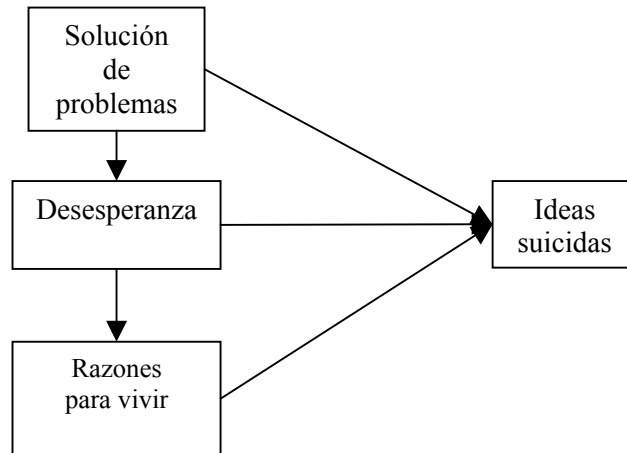 Solución
de
problemas
Desesperanza
Ideas
suicidas
Razones
para vivir